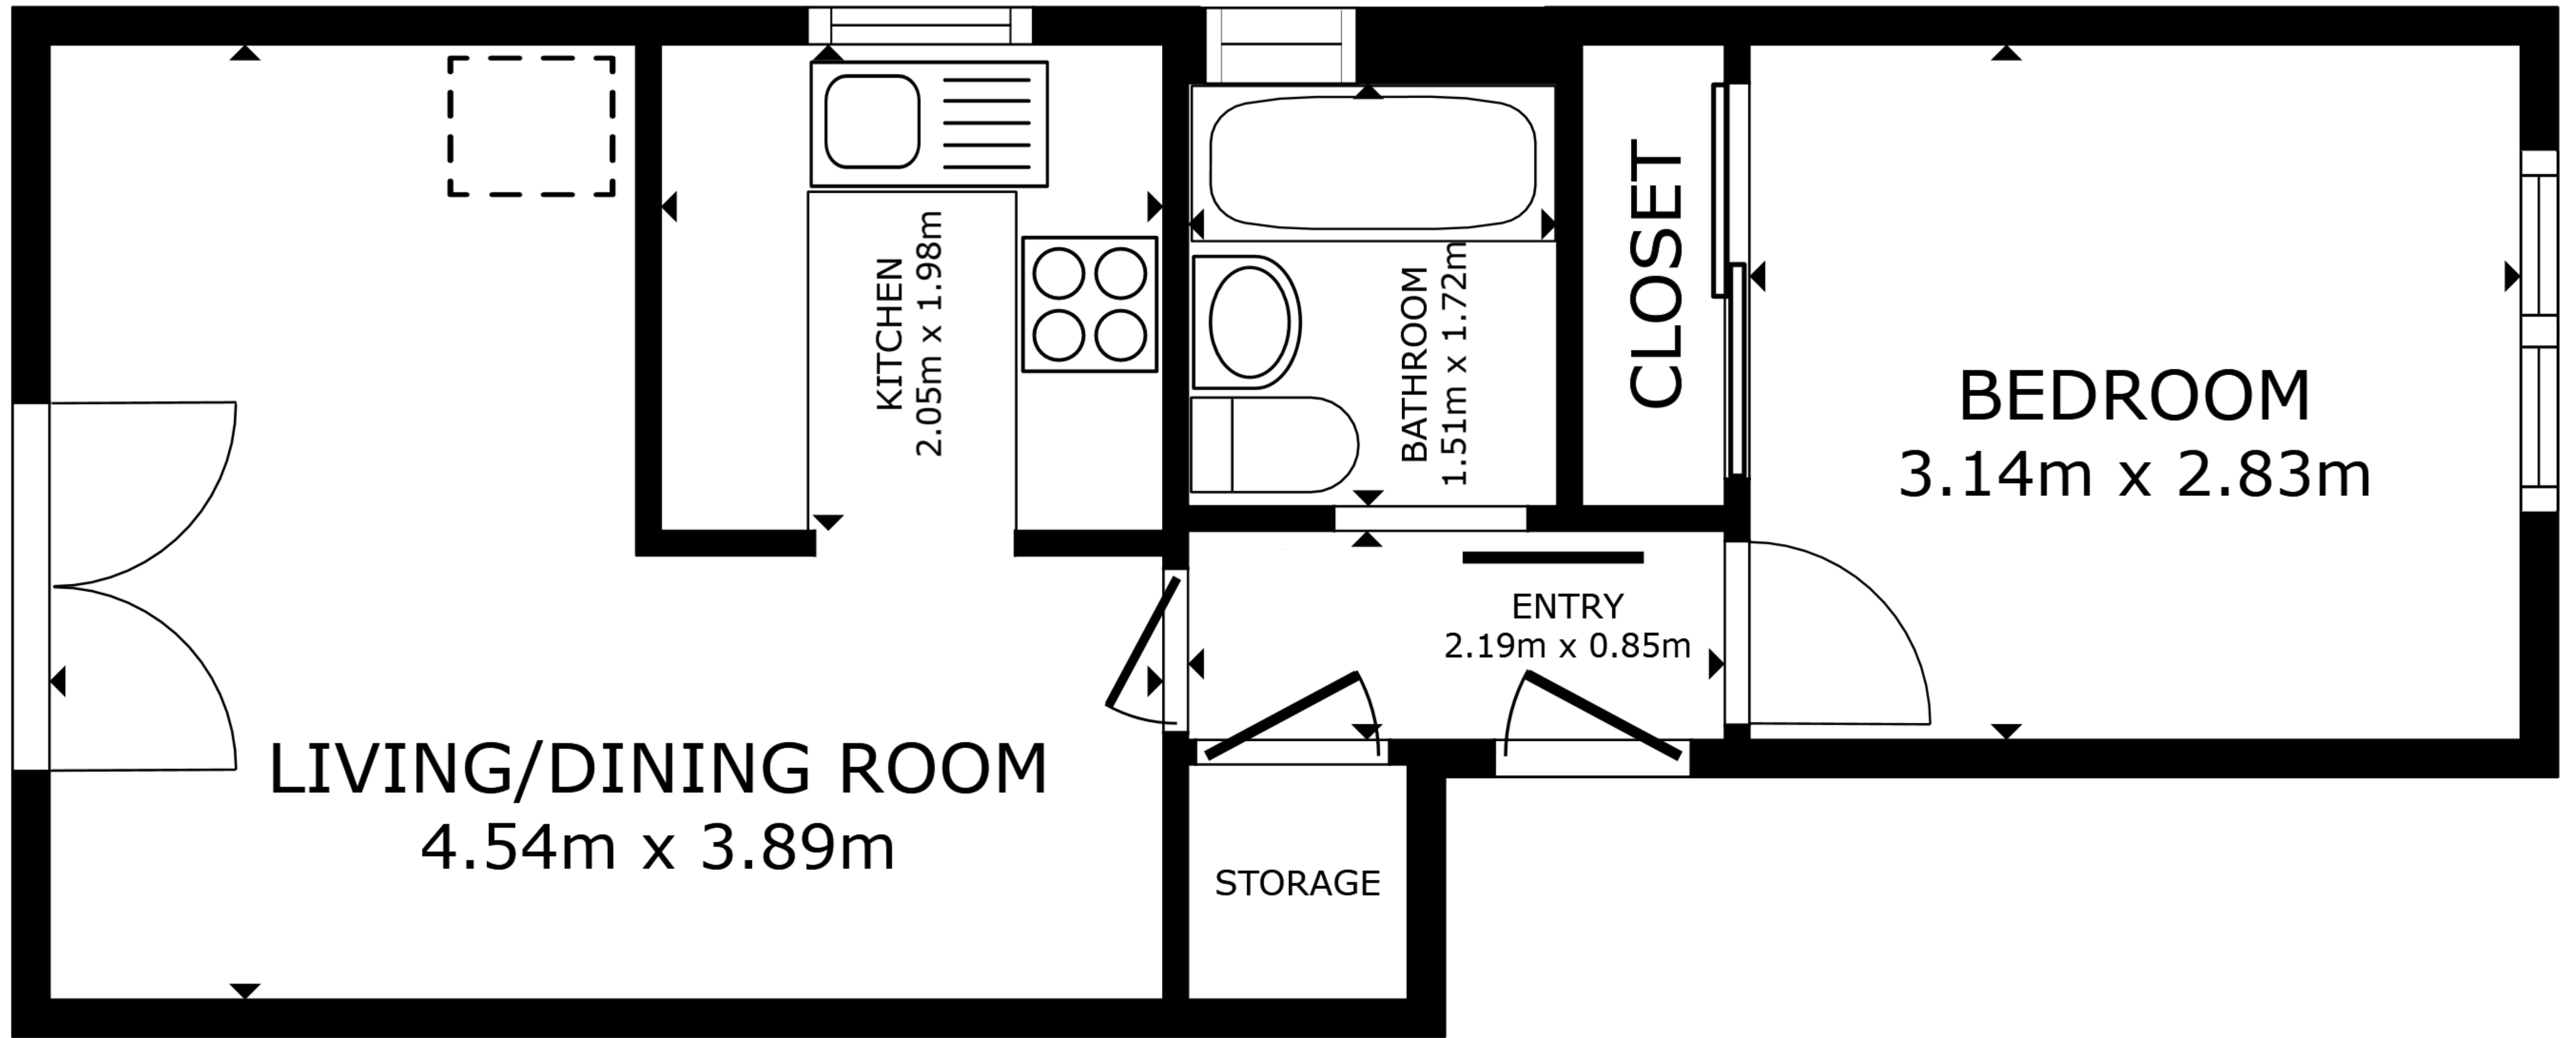 KITCHEN
2.05m x 1.98m
BATHROOM
1.51m x 1.72m
CLOSET
BEDROOM
3.14m x 2.83m
ENTRY
2.19m x 0.85m
LIVING/DINING ROOM
4.54m x 3.89m
STORAGE